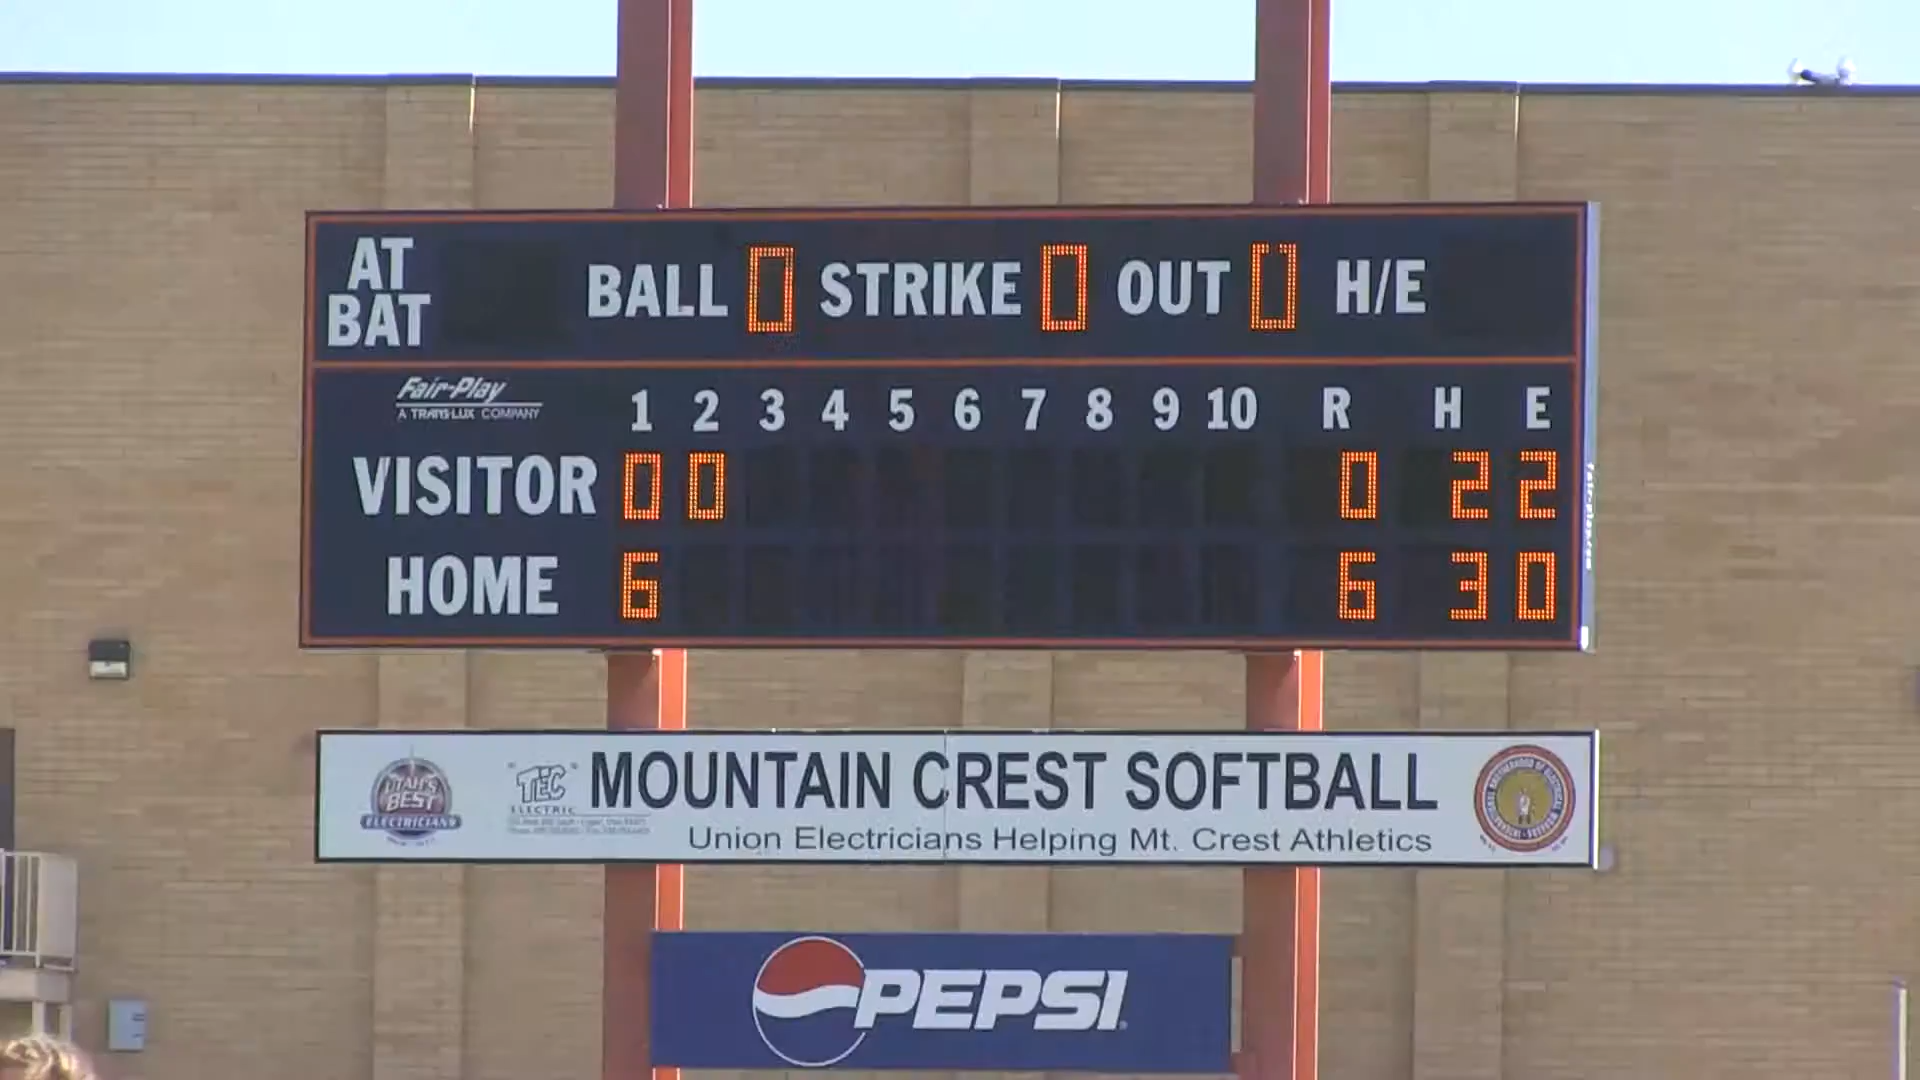 AT BAT BALL 0 STRIKE 0 OUT 0 H/E
Fair-Play
A TRANS-LUX COMPANY
1 2 3 4 5 6 7 8 9 10 R H E
VISITOR 0 0 0 2 2
HOME 6 6 3 0
UTAH'S BEST ELECTRICIANS
"TEC" ELECTRIC
MOUNTAIN CREST SOFTBALL
Union Electricians Helping Mt. Crest Athletics
PEPSI